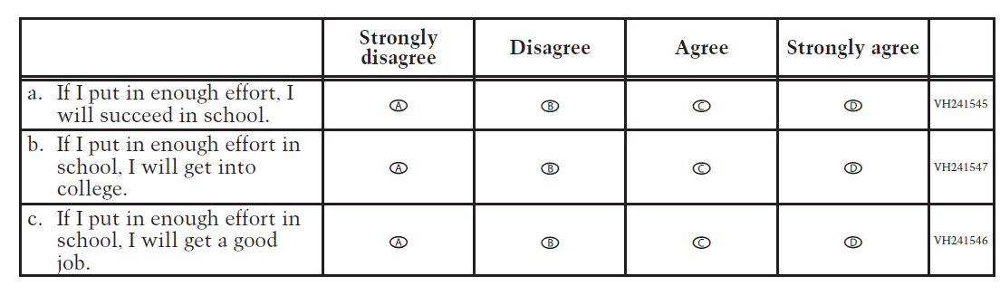 Strongly disagree Disagree Agree Strongly agree
a. If I put in enough effort, I
will succeed in school. A B C D VH241545
b. If I put in enough effort in
school, I will get into A B C D VH241547
college.
c. If I put in enough effort in
school, I will get a good A B C D VH241546
job.